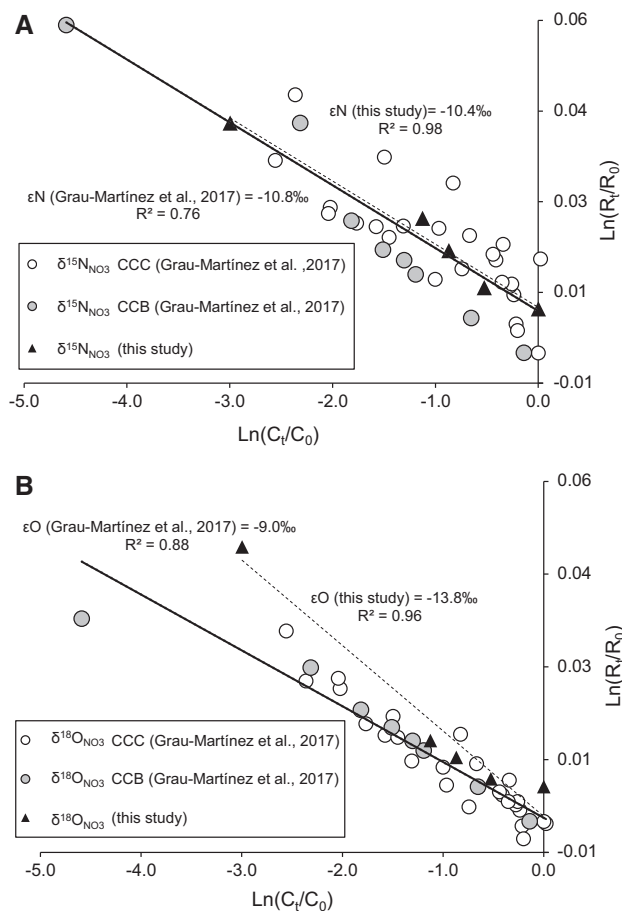 A
0.06
0.04
0.03
0.01
-0.01
Ln(Rt/R0)
εN (this study)= -10.4‰
R² = 0.98
εN (Grau-Martínez et al., 2017) = -10.8‰
R² = 0.76
δ¹⁵NNO3 CCC (Grau-Martínez et al. ,2017)
δ¹⁵NNO3 CCB (Grau-Martínez et al., 2017)
δ¹⁵NNO3 (this study)
-5.0 -4.0 -3.0 -2.0 -1.0 0.0
Ln(Ct/C0)
B
0.06
0.04
0.03
0.01
-0.01
Ln(Rt/R0)
εO (Grau-Martínez et al., 2017) = -9.0‰
R² = 0.88
εO (this study) = -13.8‰
R² = 0.96
δ¹⁸ONO3 CCC (Grau-Martínez et al., 2017)
δ¹⁸ONO3 CCB (Grau-Martínez et al., 2017)
δ¹⁸ONO3 (this study)
-5.0 -4.0 -3.0 -2.0 -1.0 0.0
Ln(Ct/C0)